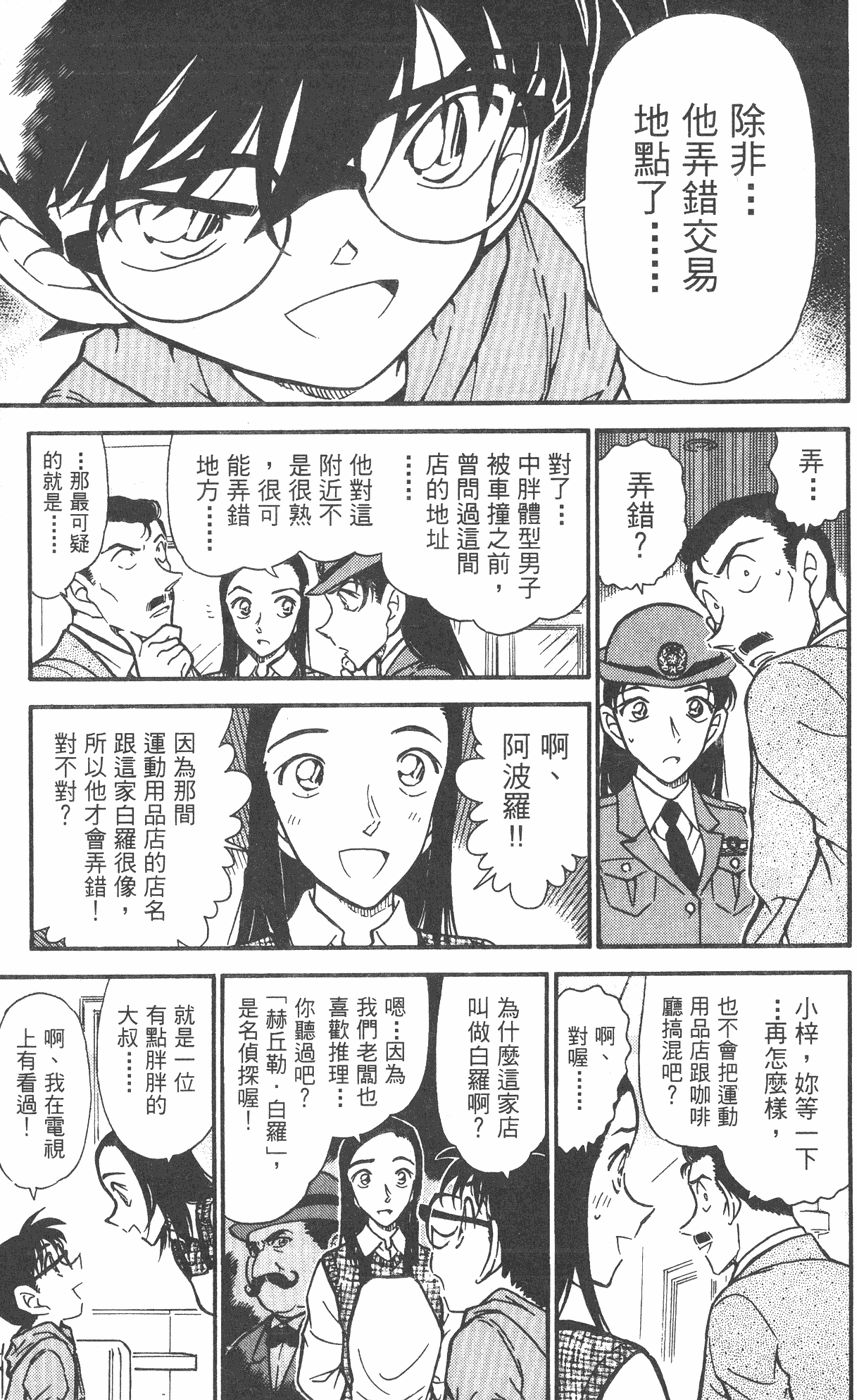 除非⋯
他弄錯交易
地點了⋯⋯
弄⋯
弄錯？
對了⋯
中胖體型男子
被車撞之前，
曾問過這間
店的地址
⋯⋯
他對這
附近不
是很熟
，很可
能弄錯
地方⋯⋯
⋯那最可疑
的就是⋯⋯
啊、
阿波羅!!
因為那間
運動用品店的店名
跟這家白羅很像，
所以他才會弄錯！
對不對？
小梓，妳等一下
⋯再怎麼樣，
也不會把運動
用品店跟咖啡
廳搞混吧？
啊、
對喔⋯⋯
為什麼這家店
叫做白羅啊？
嗯⋯因為
我們老闆也
喜歡推理⋯
你聽過吧？
「赫丘勒·白羅」，
是名偵探喔！
就是一位
有點胖胖的
大叔⋯⋯
啊、我在電視
上有看過！